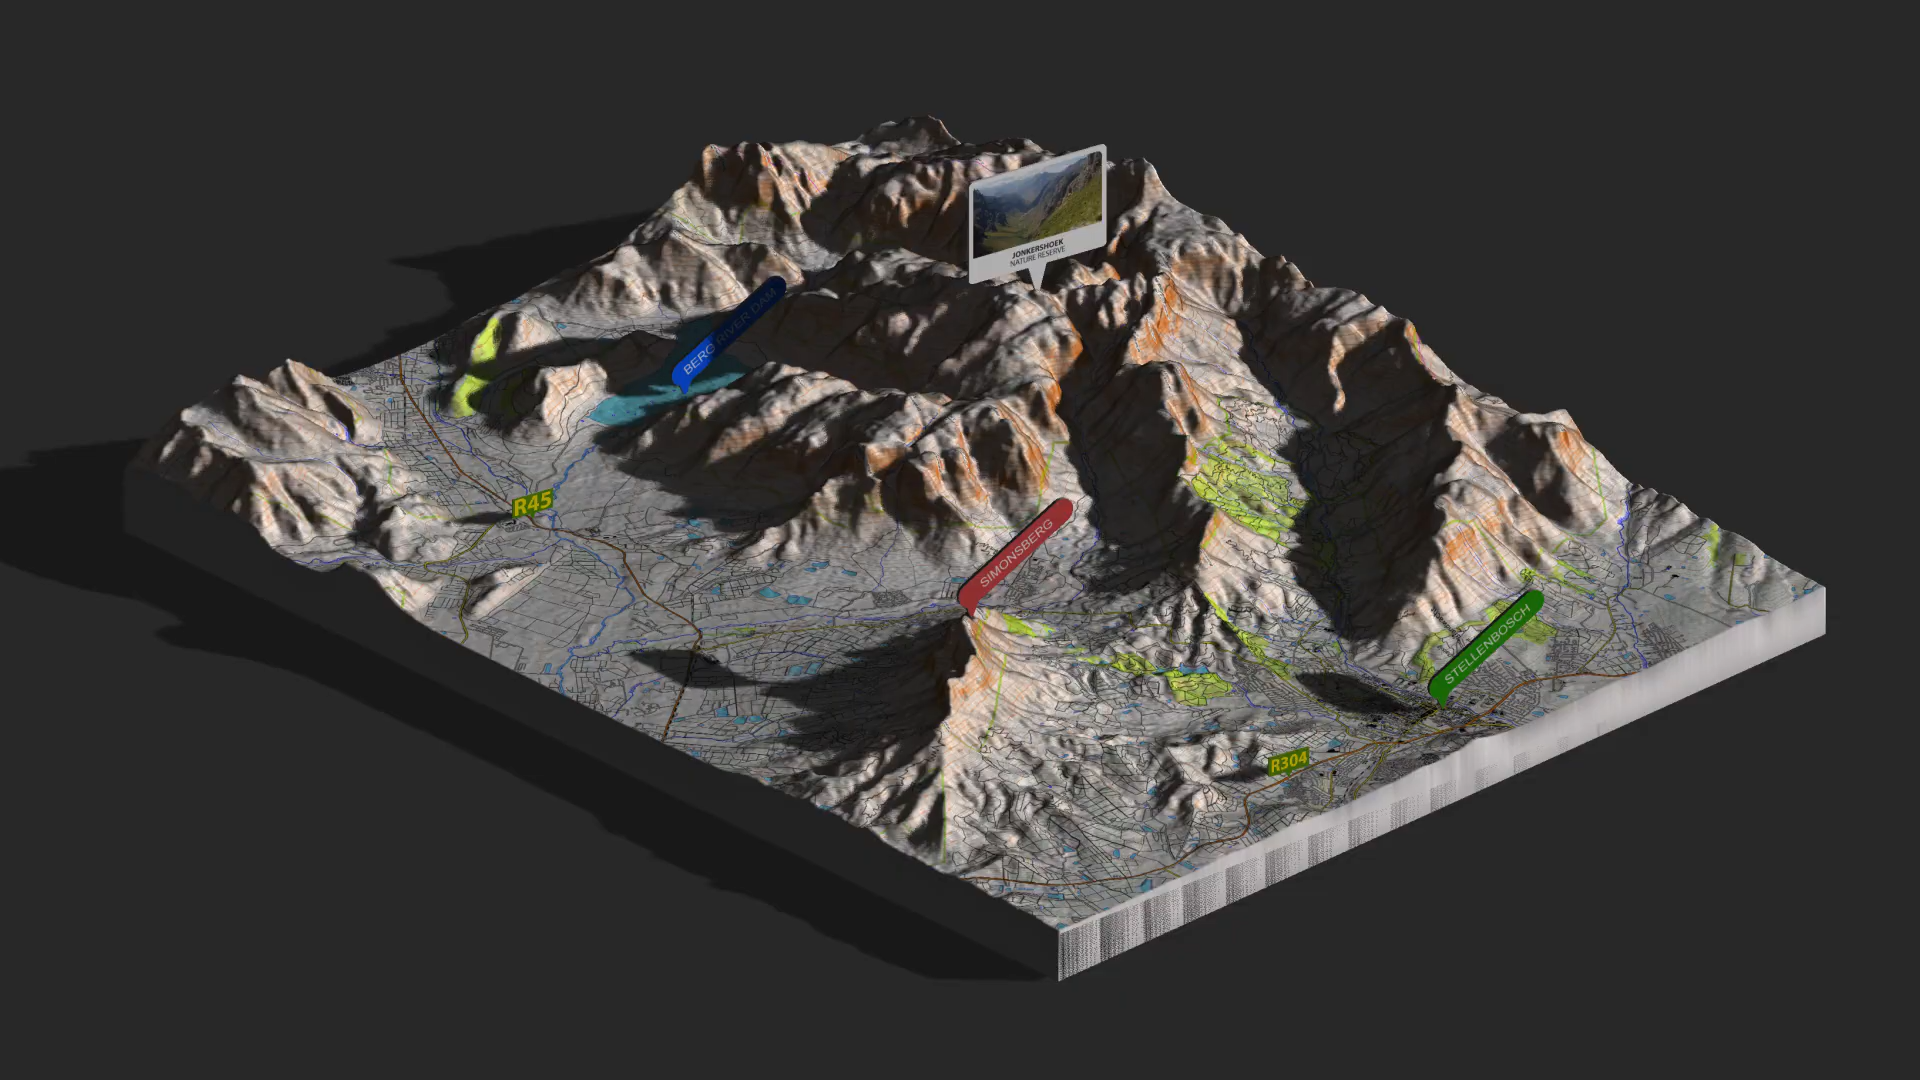 JONKERSHOEK
NATURE RESERVE
BERG RIVER DAM
R45
SIMONSBERG
STELLENBOSCH
R304